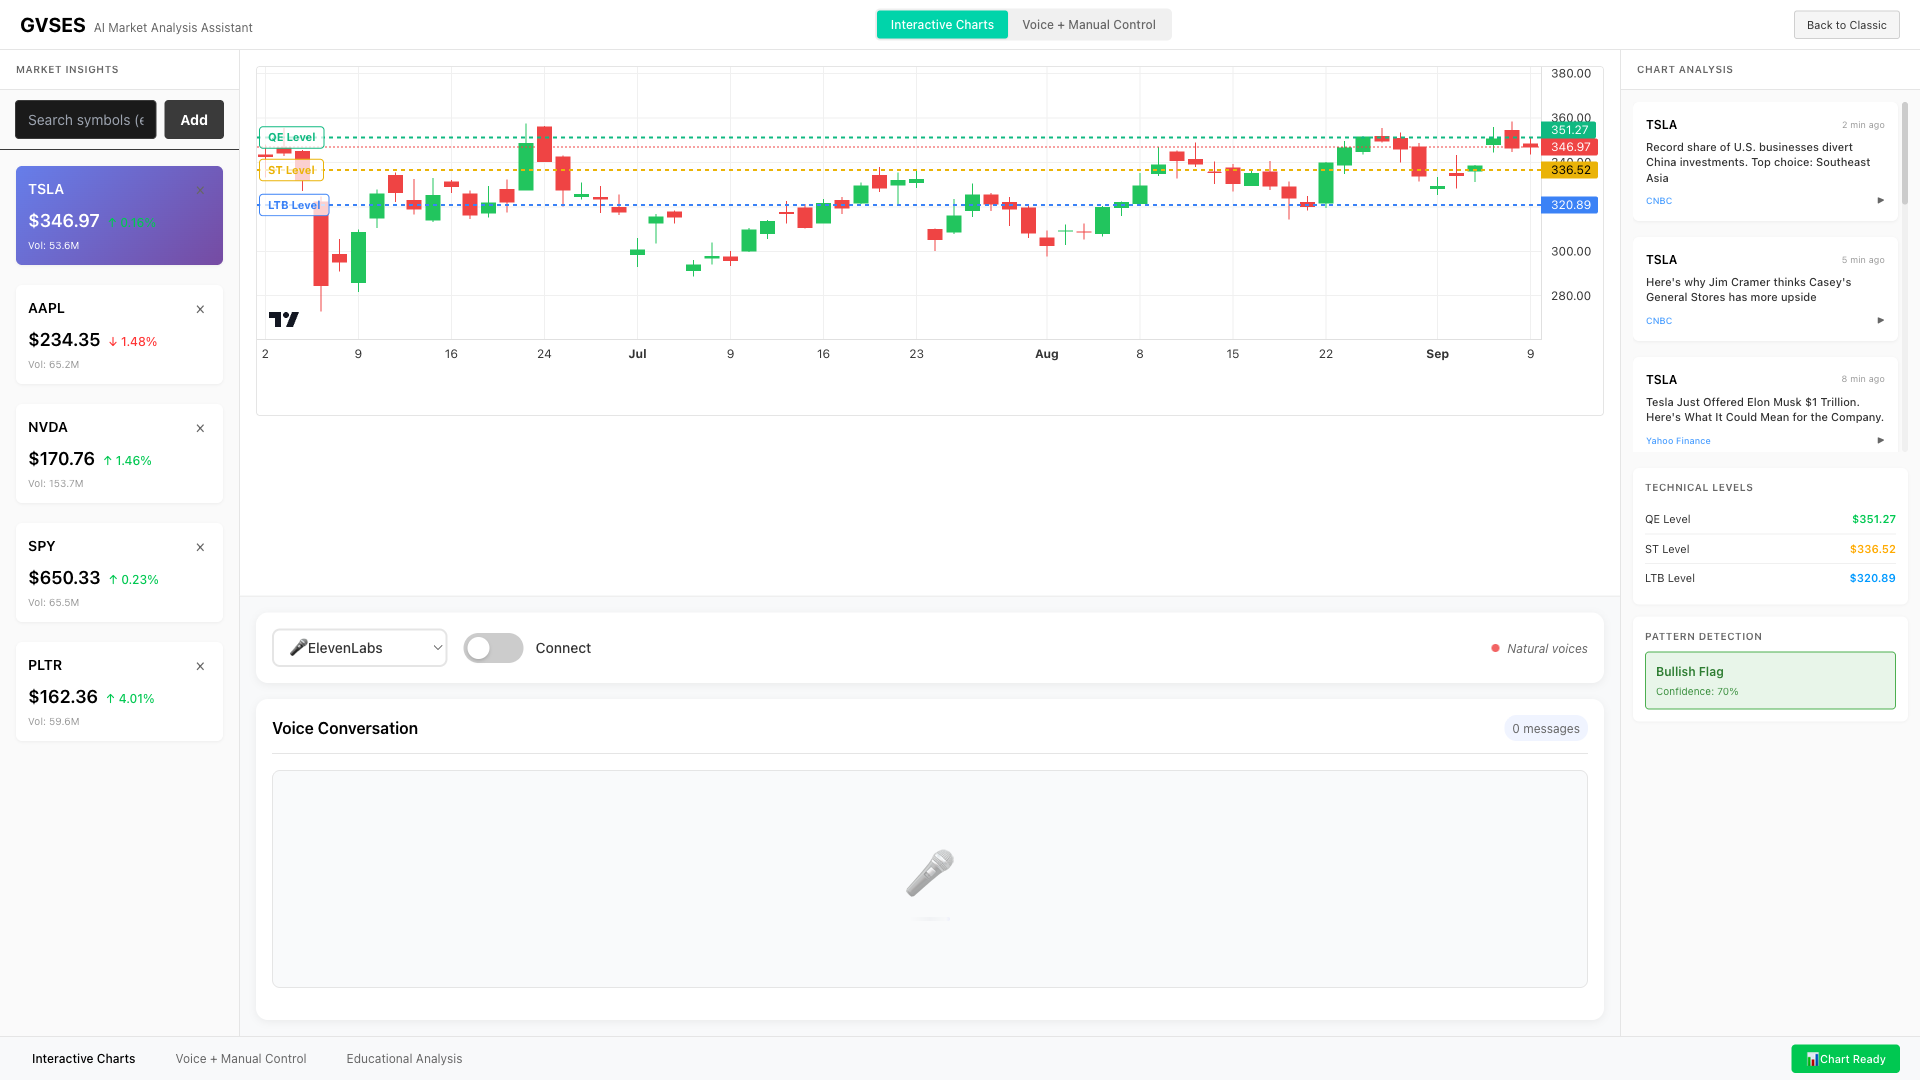 GVSES AI Market Analysis Assistant
Interactive Charts
Voice + Manual Control
Back to Classic
MARKET INSIGHTS
Search symbols (e
Add
TSLA
$346.97 ↑ 0.16%
Vol: 53.6M
AAPL ×
$234.35 ↓ 1.48%
Vol: 65.2M
NVDA ×
$170.76 ↑ 1.46%
Vol: 153.7M
SPY ×
$650.33 ↑ 0.23%
Vol: 65.5M
PLTR ×
$162.36 ↑ 4.01%
Vol: 59.6M
QE Level
ST Level
LTB Level
380.00
360.00
351.27
346.97
340.00
336.52
320.89
300.00
280.00
2 9 16 24 Jul 9 16 23 Aug 8 15 22 Sep 9
ElevenLabs
Connect
Natural voices
Voice Conversation
0 messages
CHART ANALYSIS
TSLA 2 min ago
Record share of U.S. businesses divert
China investments. Top choice: Southeast
Asia
CNBC ▶
TSLA 5 min ago
Here's why Jim Cramer thinks Casey's
General Stores has more upside
CNBC ▶
TSLA 8 min ago
Tesla Just Offered Elon Musk $1 Trillion.
Here's What It Could Mean for the Company.
Yahoo Finance ▶
TECHNICAL LEVELS
QE Level $351.27
ST Level $336.52
LTB Level $320.89
PATTERN DETECTION
Bullish Flag
Confidence: 70%
Interactive Charts
Voice + Manual Control
Educational Analysis
Chart Ready